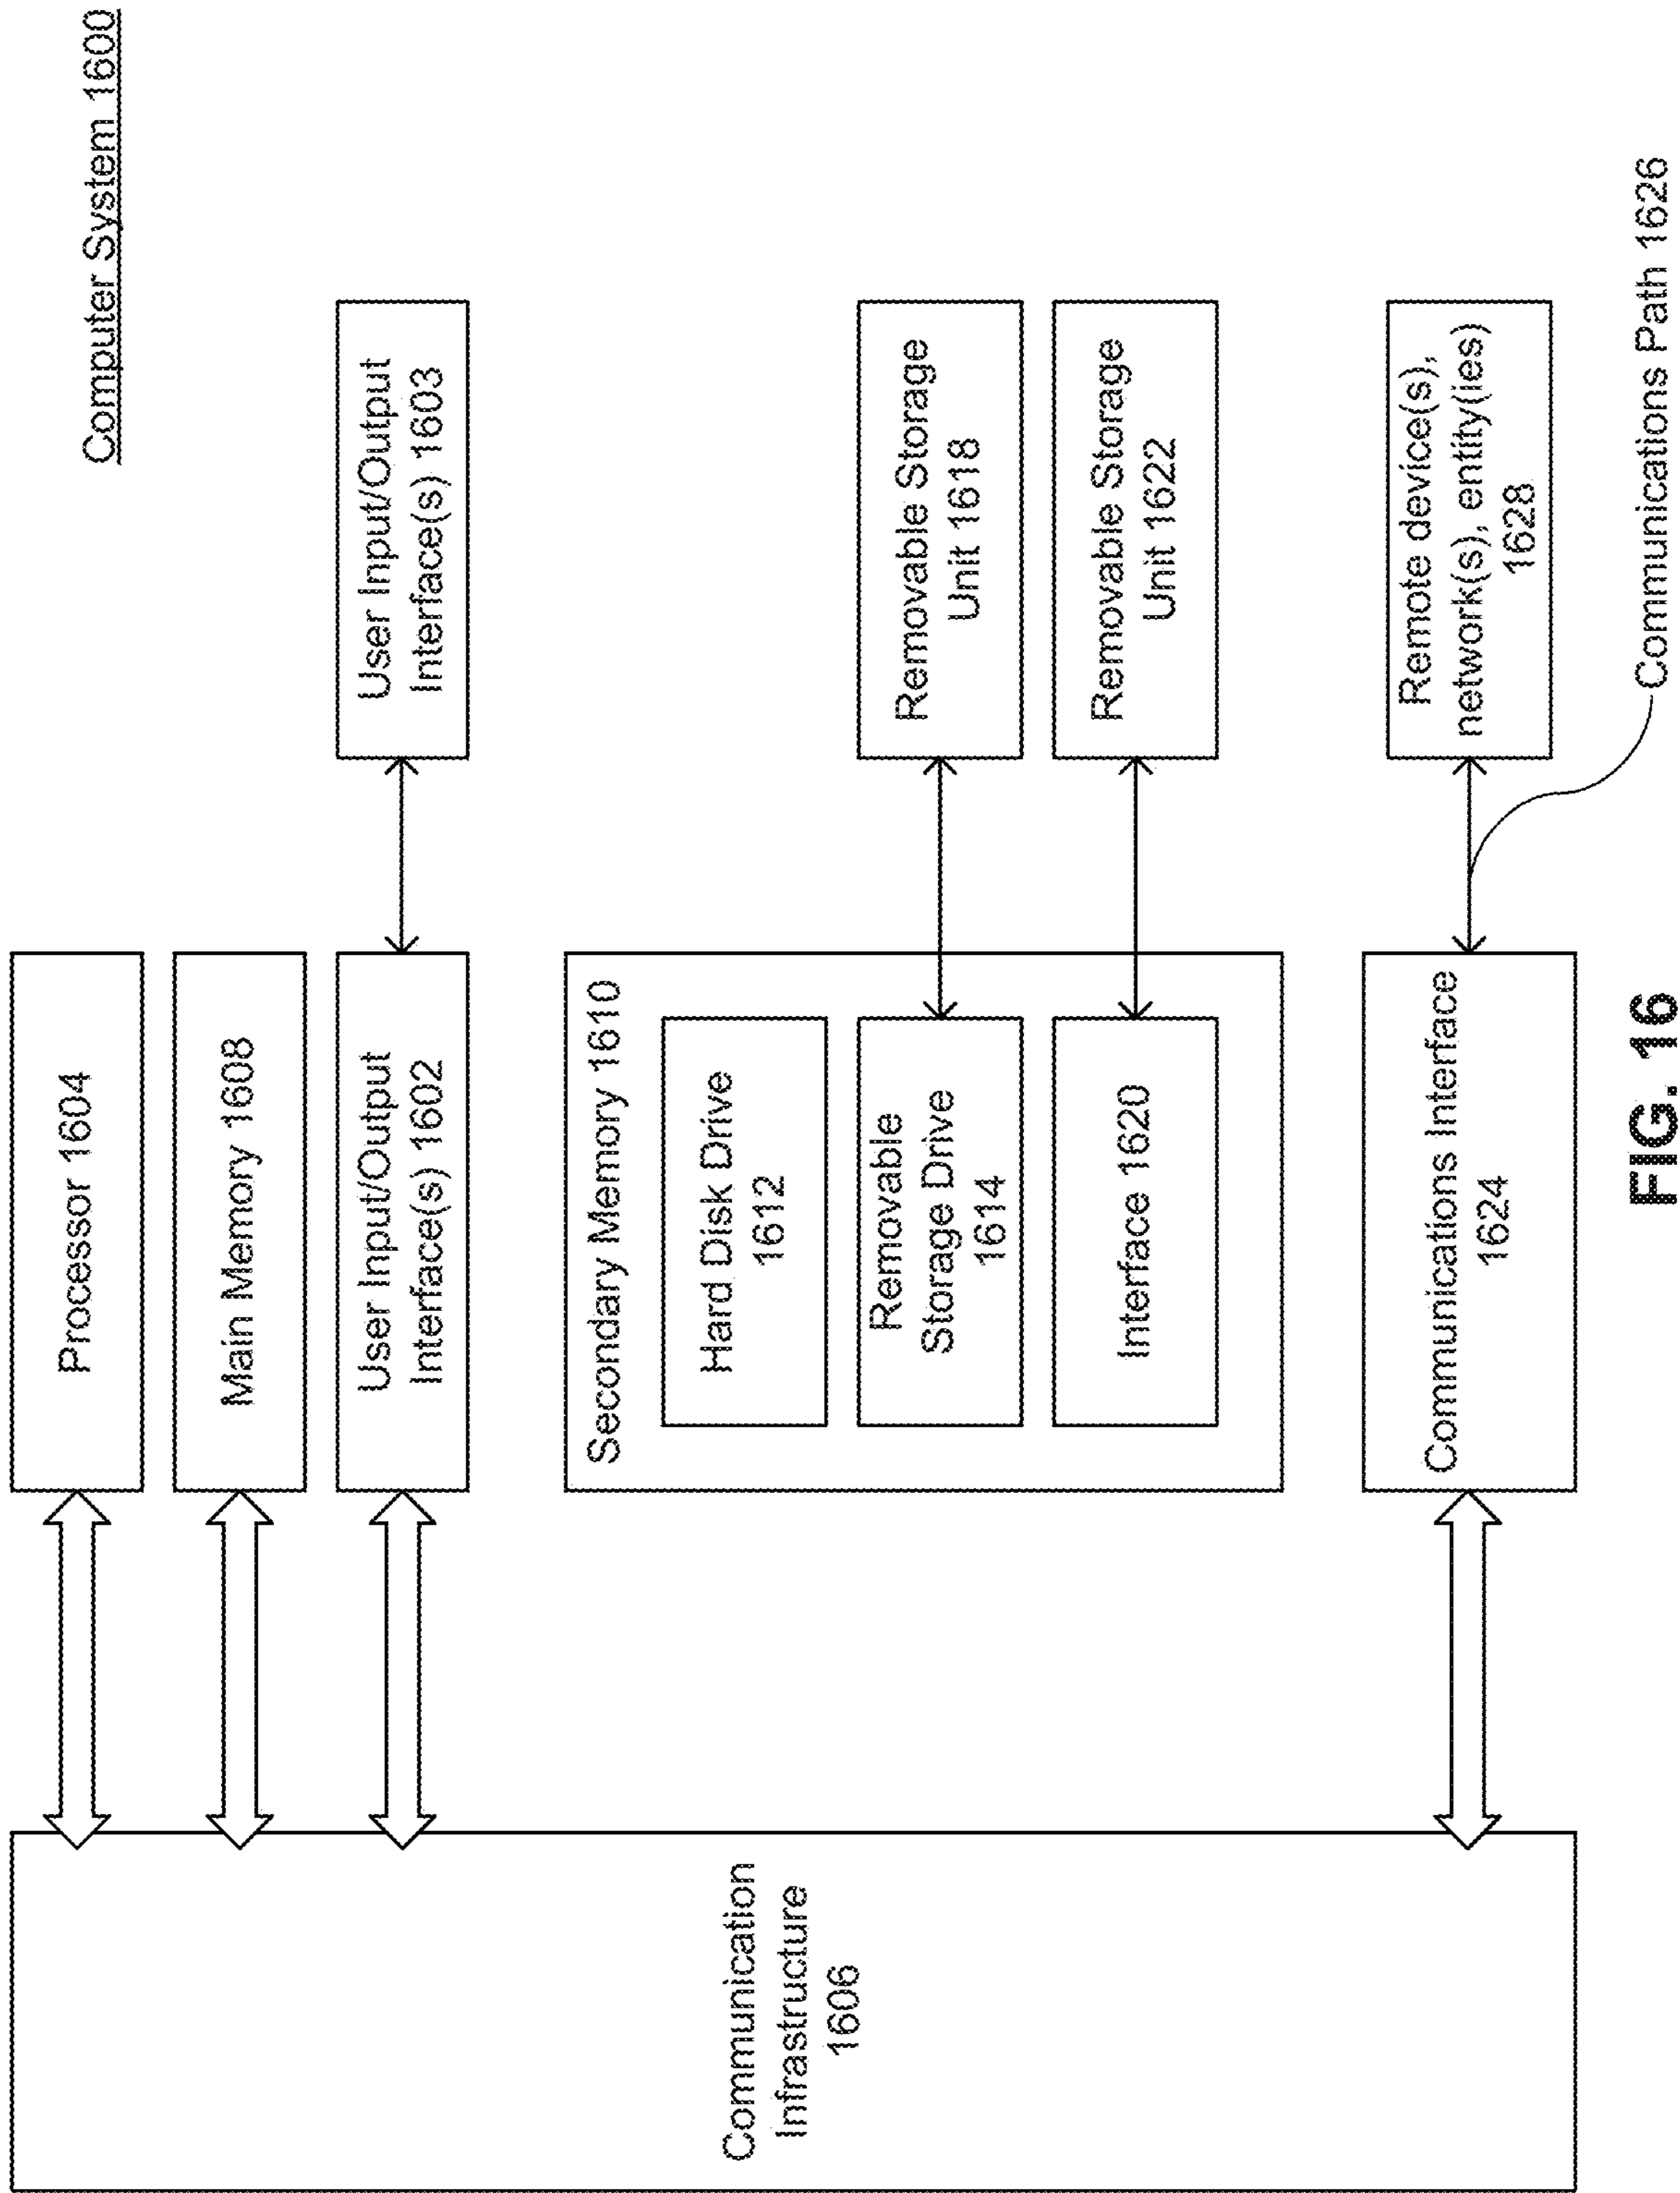 Computer System 1600
Processor 1604
Main Memory 1608
User Input/Output
Interface(s) 1602
User Input/Output
Interface(s) 1603
Communication
Infrastructure
1606
Secondary Memory 1610
Hard Disk Drive
1612
Removable
Storage Drive
1614
Removable Storage
Unit 1618
Interface 1620
Removable Storage
Unit 1622
Communications Interface
1624
Remote device(s),
network(s), entity(ies)
1628
Communications Path 1626
FIG. 16